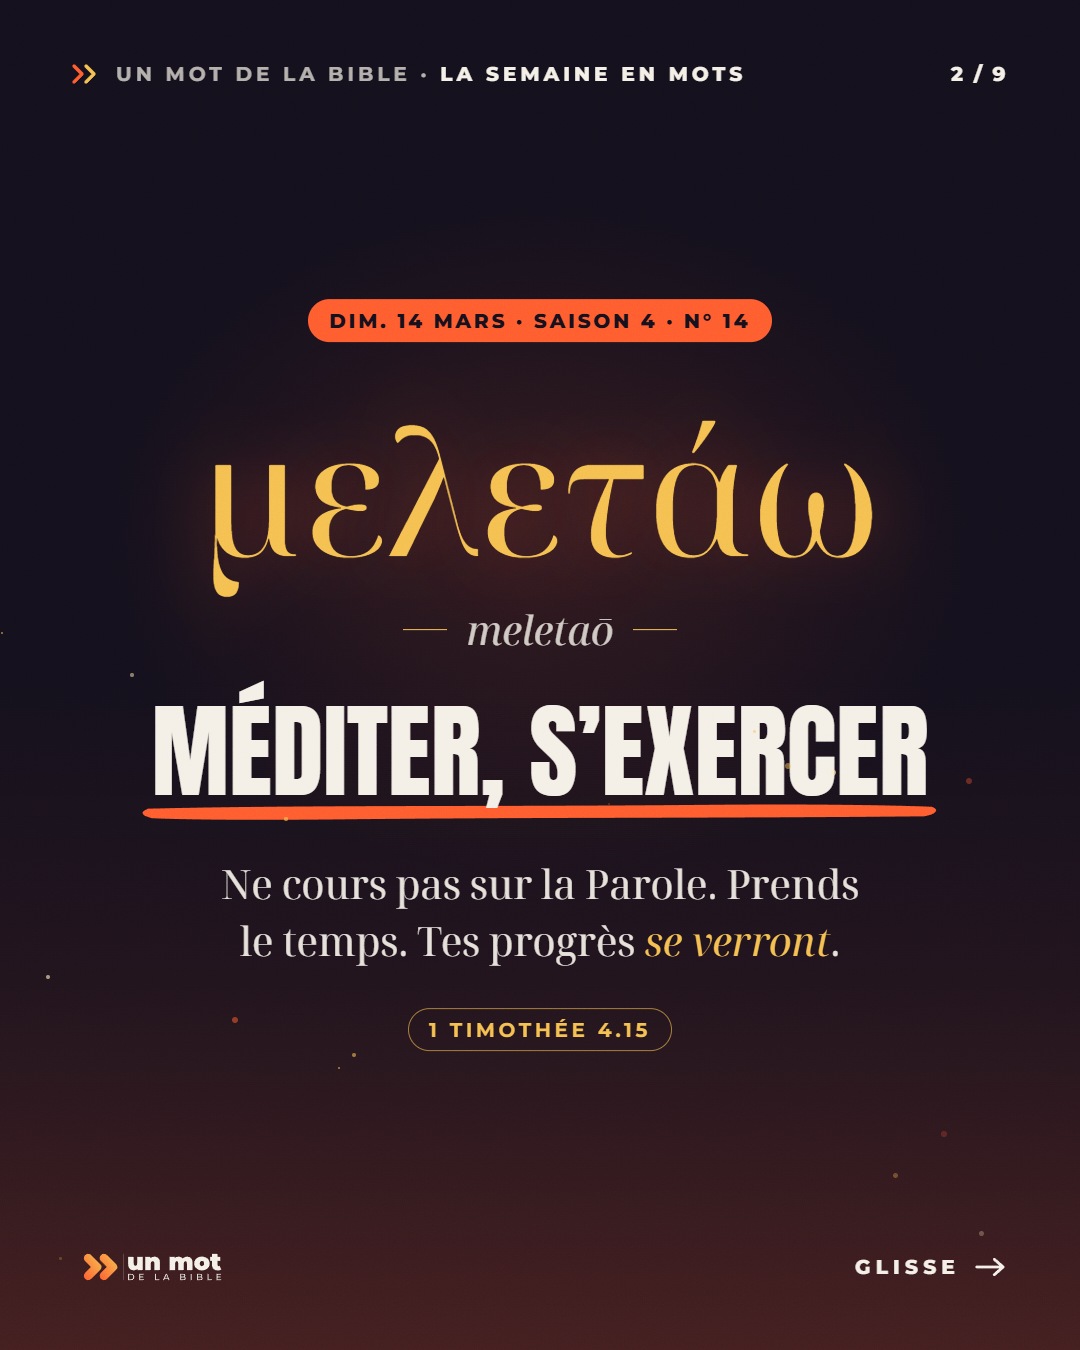 UN MOT DE LA BIBLE · LA SEMAINE EN MOTS
2 / 9
DIM. 14 MARS · SAISON 4 · N° 14
μελετάω
meletaō
MÉDITER, S’EXERCER
Ne cours pas sur la Parole. Prends
le temps. Tes progrès se verront.
1 TIMOTHÉE 4.15
un mot
DE LA BIBLE
GLISSE →